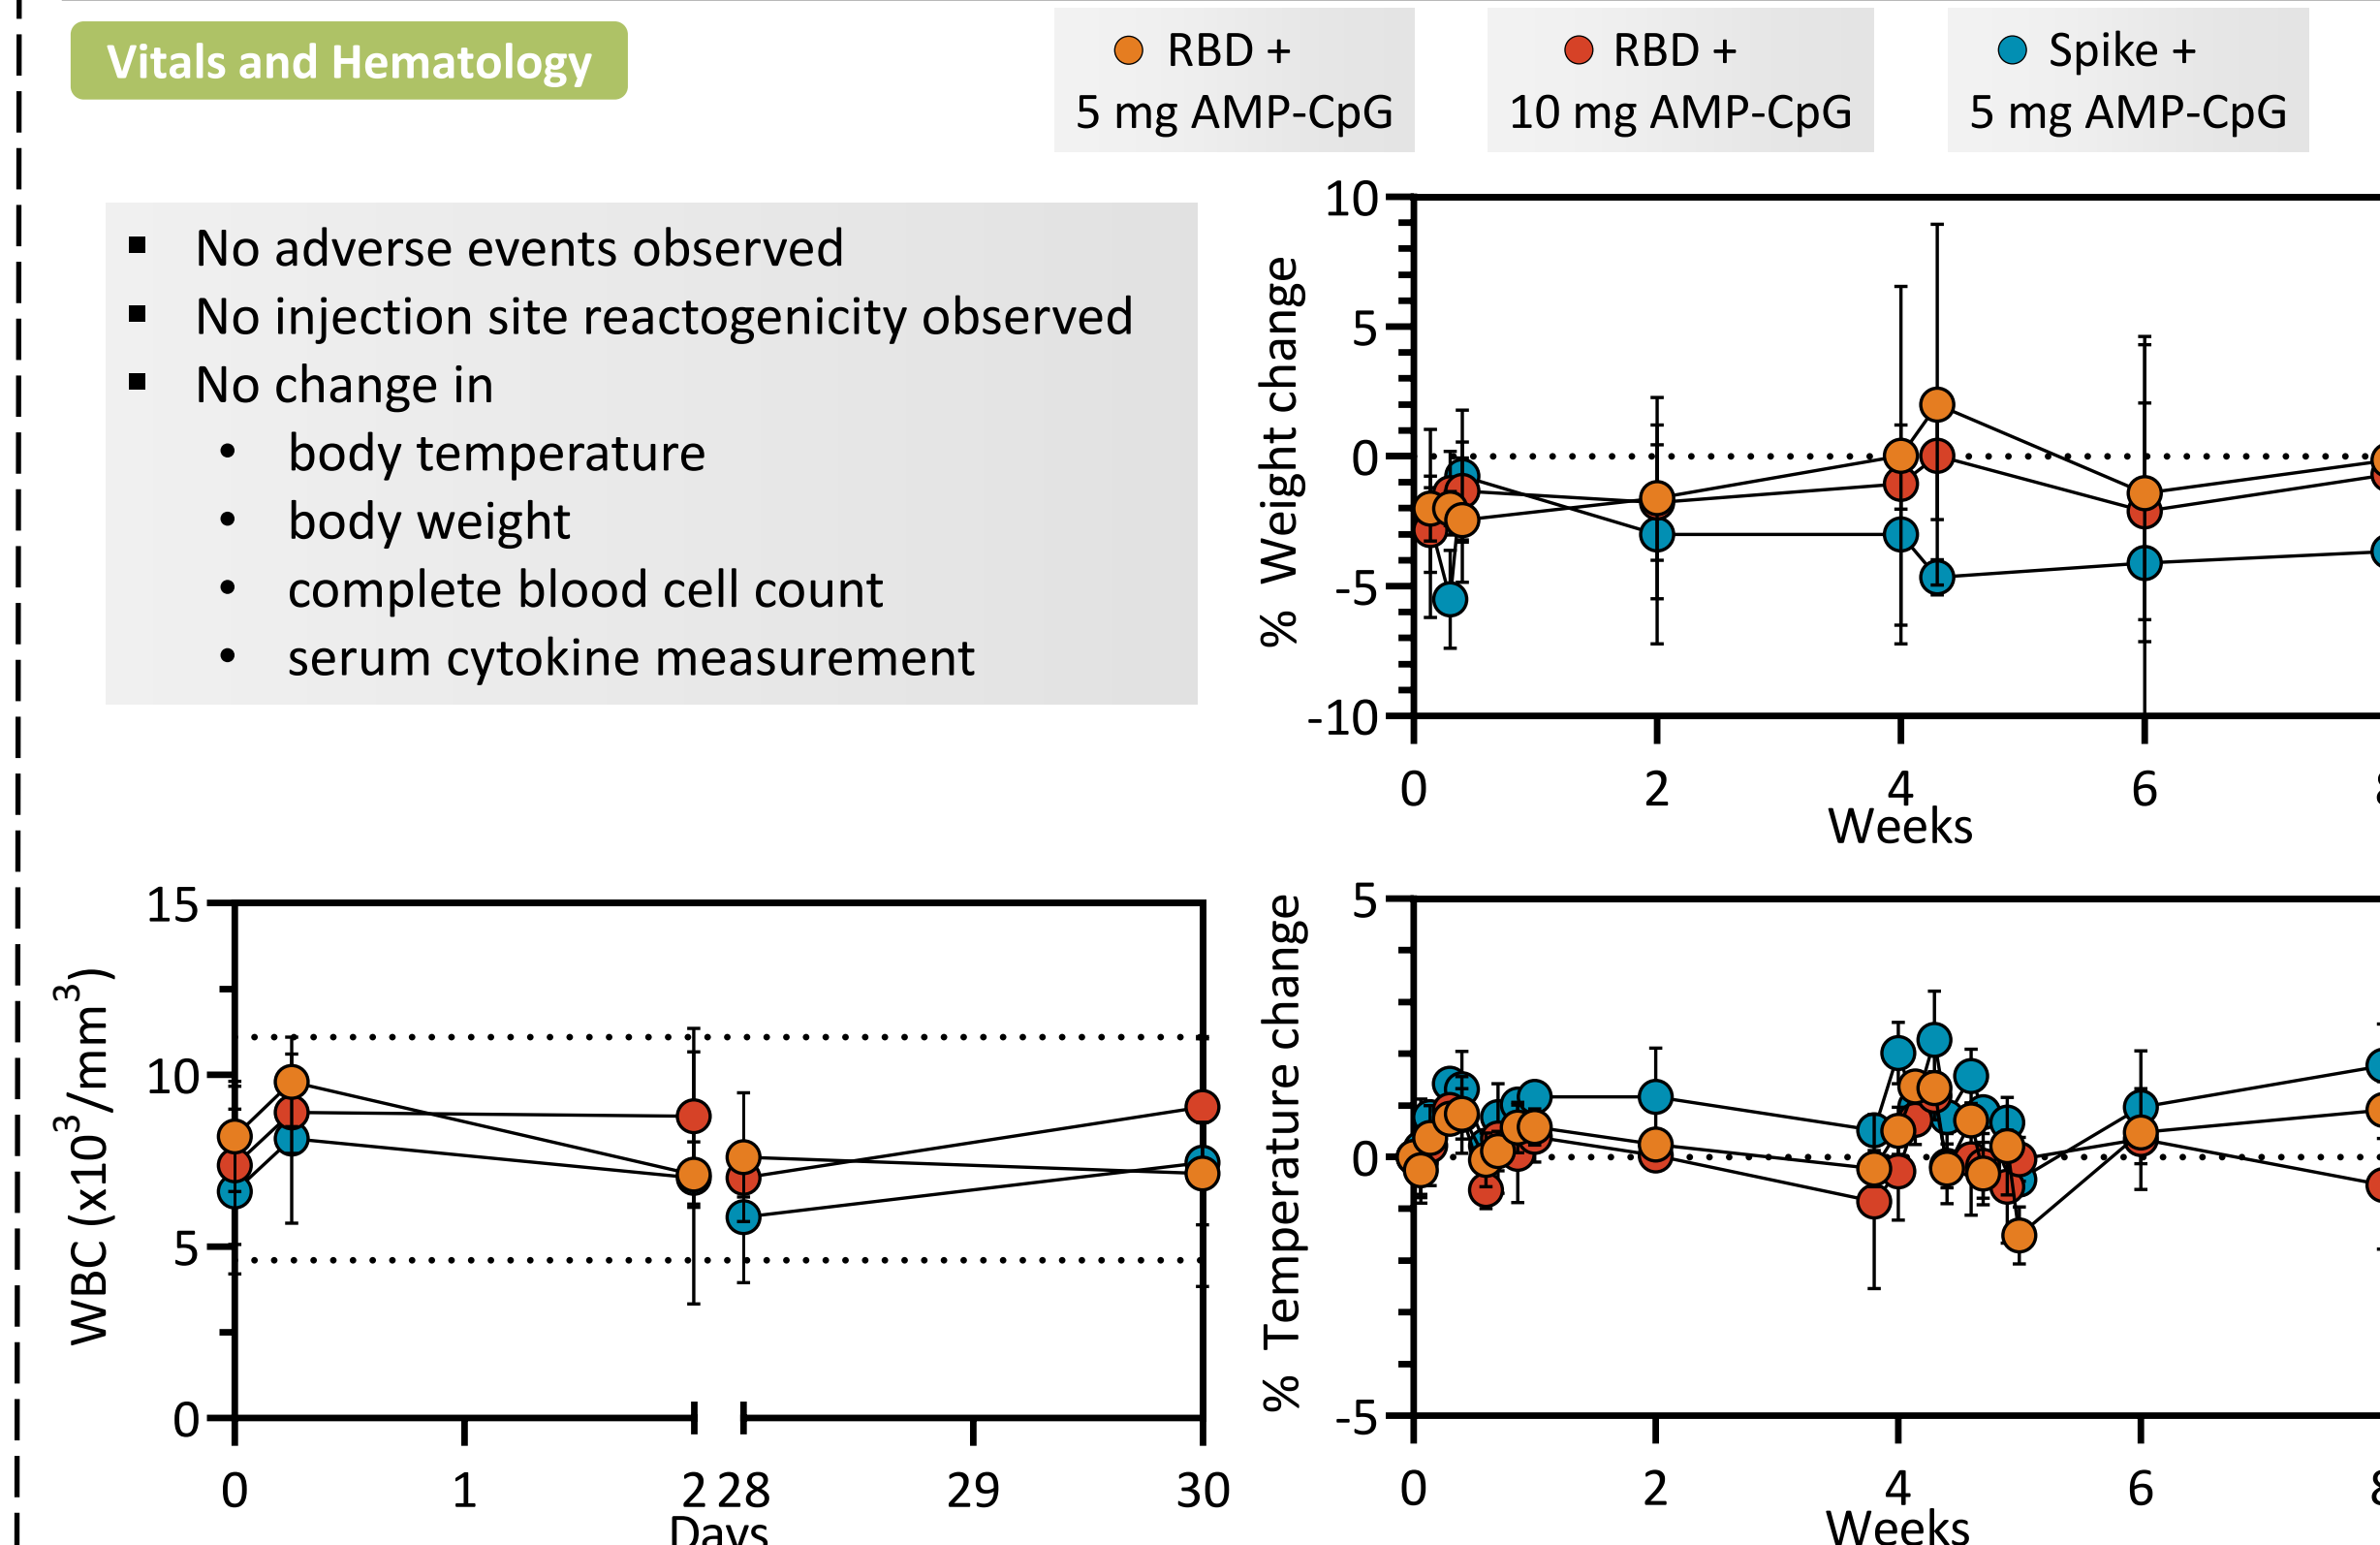 Vitals and Hematology
RBD +
5 mg AMP-CpG
RBD +
10 mg AMP-CpG
Spike +
5 mg AMP-CpG
▪ No adverse events observed
▪ No injection site reactogenicity observed
▪ No change in
• body temperature
• body weight
• complete blood cell count
• serum cytokine measurement
% Weight change
10
5
0
-5
-10
0 2 4 6
Weeks
WBC (x10³/mm³)
15
10
5
0
0 1 2 28 29 30
Days
% Temperature change
5
0
-5
0 2 4 6
Weeks